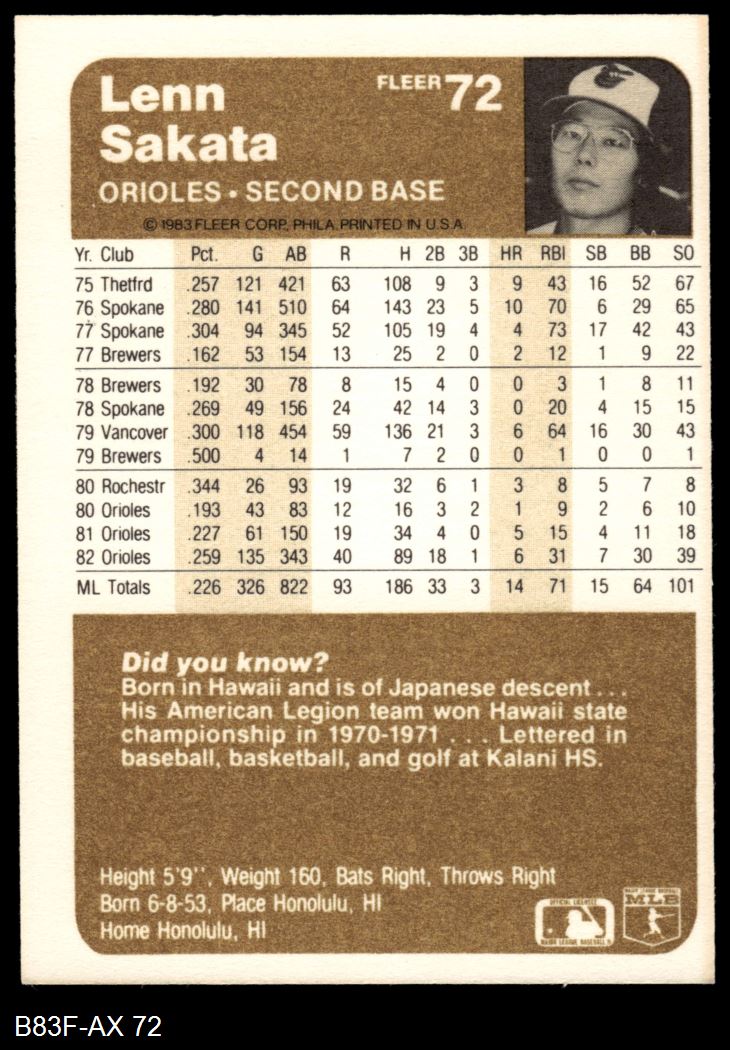 Lenn
Sakata
FLEER 72
ORIOLES • SECOND BASE
© 1983 FLEER CORP., PHILA. PRINTED IN U.S.A.
Yr. Club Pct. G AB R H 2B 3B HR RBI SB BB SO
75 Thetfrd .257 121 421 63 108 9 3 9 43 16 52 67
76 Spokane .280 141 510 64 143 23 5 10 70 6 29 65
77 Spokane .304 94 345 52 105 19 4 4 73 17 42 43
77 Brewers .162 53 154 13 25 2 0 2 12 1 9 22
78 Brewers .192 30 78 8 15 4 0 0 3 1 8 11
78 Spokane .269 49 156 24 42 14 3 0 20 4 15 15
79 Vancover .300 118 454 59 136 21 3 6 64 16 30 43
79 Brewers .500 4 14 1 7 2 0 0 1 0 0 1
80 Rochestr .344 26 93 19 32 6 1 3 8 5 7 8
80 Orioles .193 43 83 12 16 3 2 1 9 2 6 10
81 Orioles .227 61 150 19 34 4 0 5 15 4 11 18
82 Orioles .259 135 343 40 89 18 1 6 31 7 30 39
ML Totals .226 326 822 93 186 33 3 14 71 15 64 101
Did you know?
Born in Hawaii and is of Japanese descent . . .
His American Legion team won Hawaii state
championship in 1970-1971 . . . Lettered in
baseball, basketball, and golf at Kalani HS.
Height 5'9'', Weight 160, Bats Right, Throws Right
Born 6-8-53, Place Honolulu, HI
Home Honolulu, HI
OFFICIAL LICENSEE
MAJOR LEAGUE BASEBALL
MAJOR LEAGUE BASEBALL
MLB
B83F-AX 72